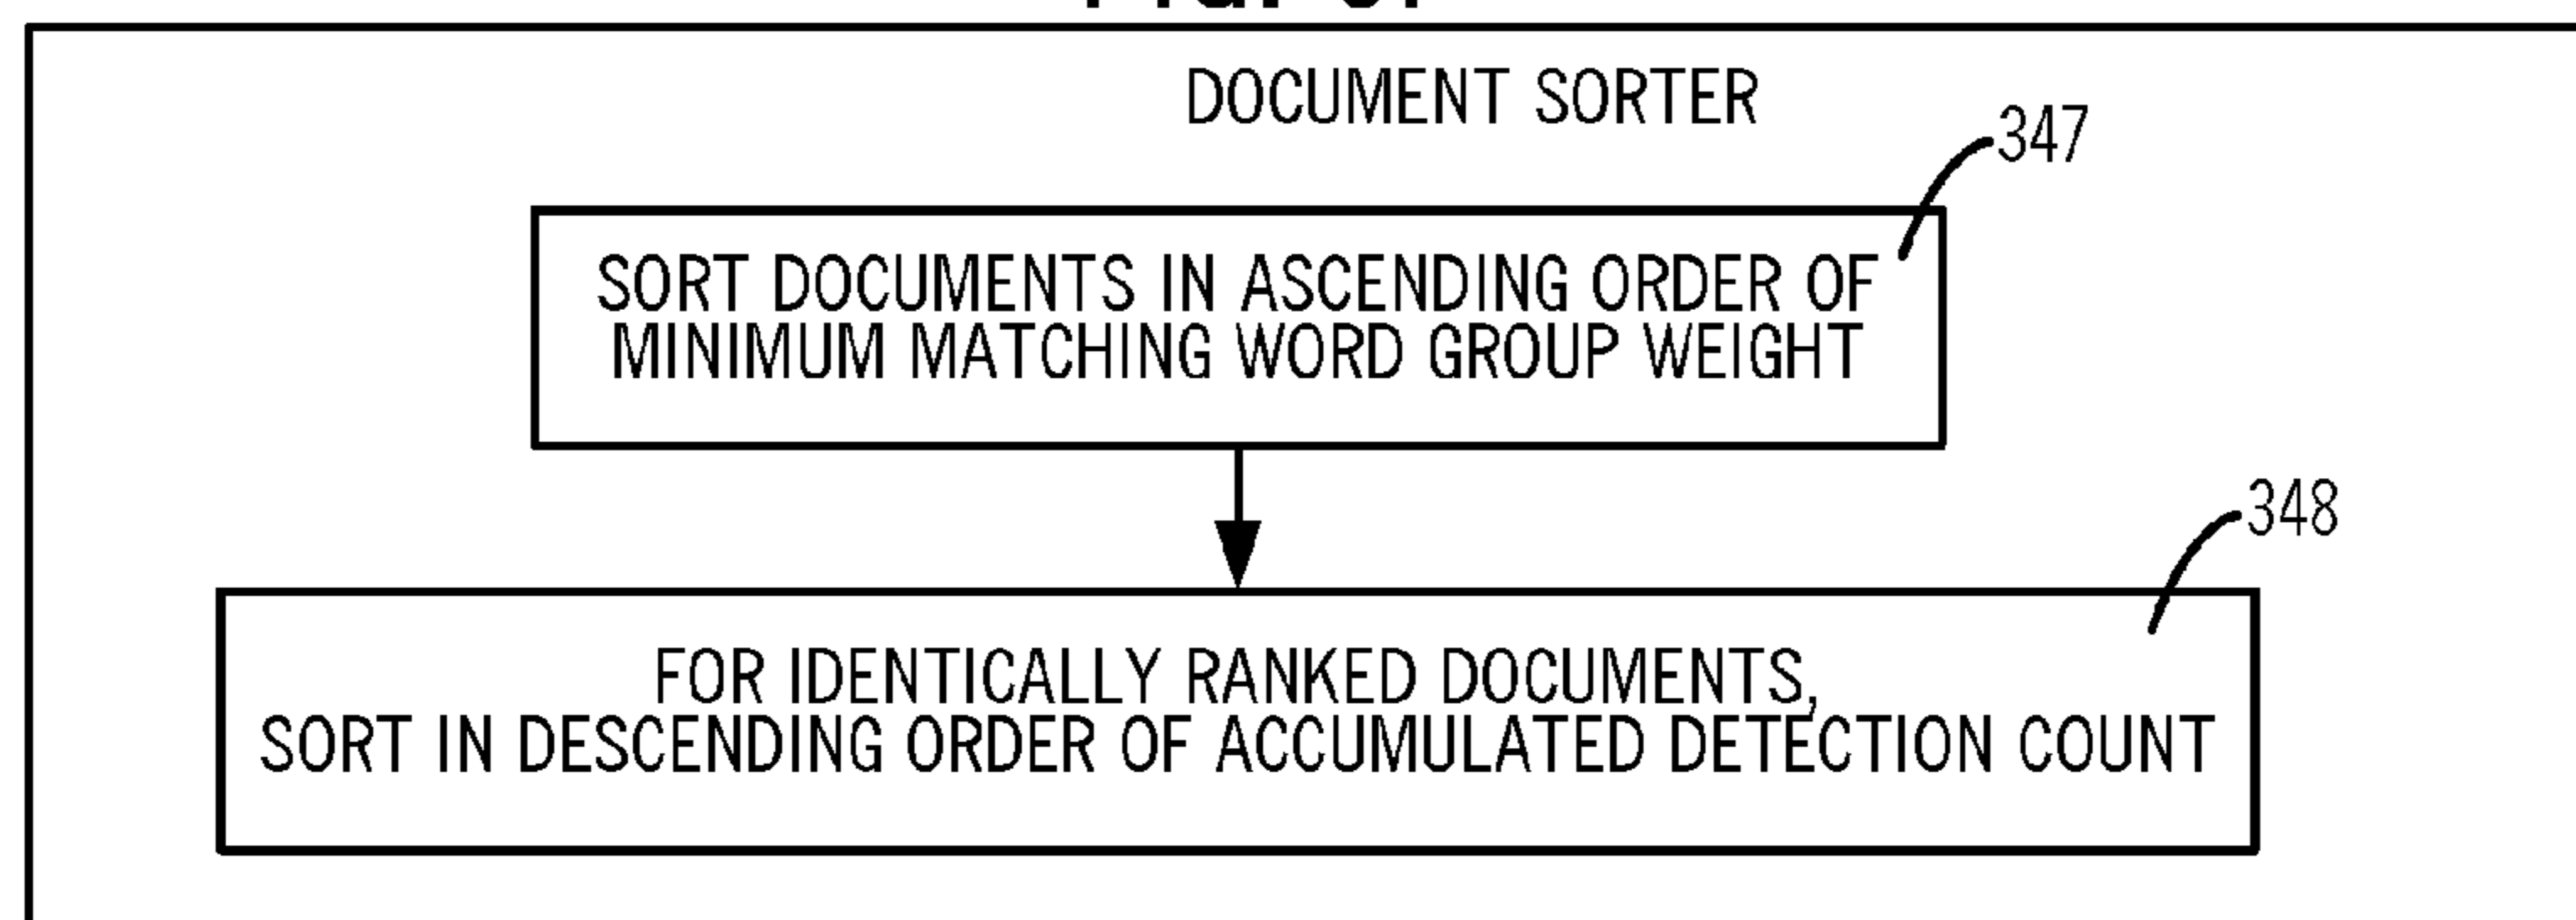 DOCUMENT SORTER
347
SORT DOCUMENTS IN ASCENDING ORDER OF
MINIMUM MATCHING WORD GROUP WEIGHT
348
FOR IDENTICALLY RANKED DOCUMENTS,
SORT IN DESCENDING ORDER OF ACCUMULATED DETECTION COUNT